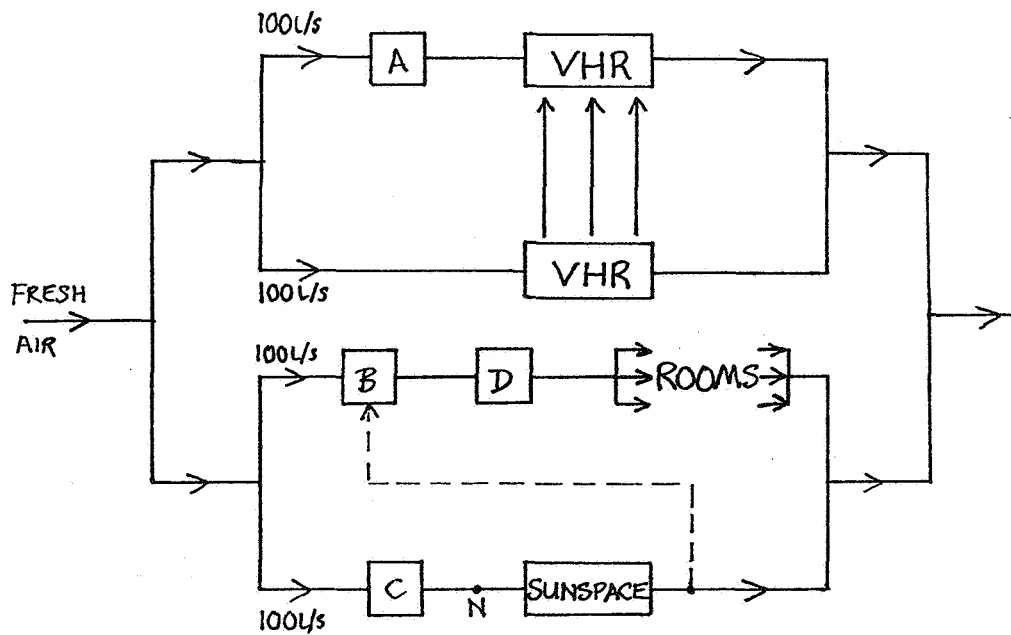 100L/s
A
VHR
VHR
100L/s
FRESH
AIR
100L/s
B
D
ROOMS
C
N
SUNSPACE
100L/s